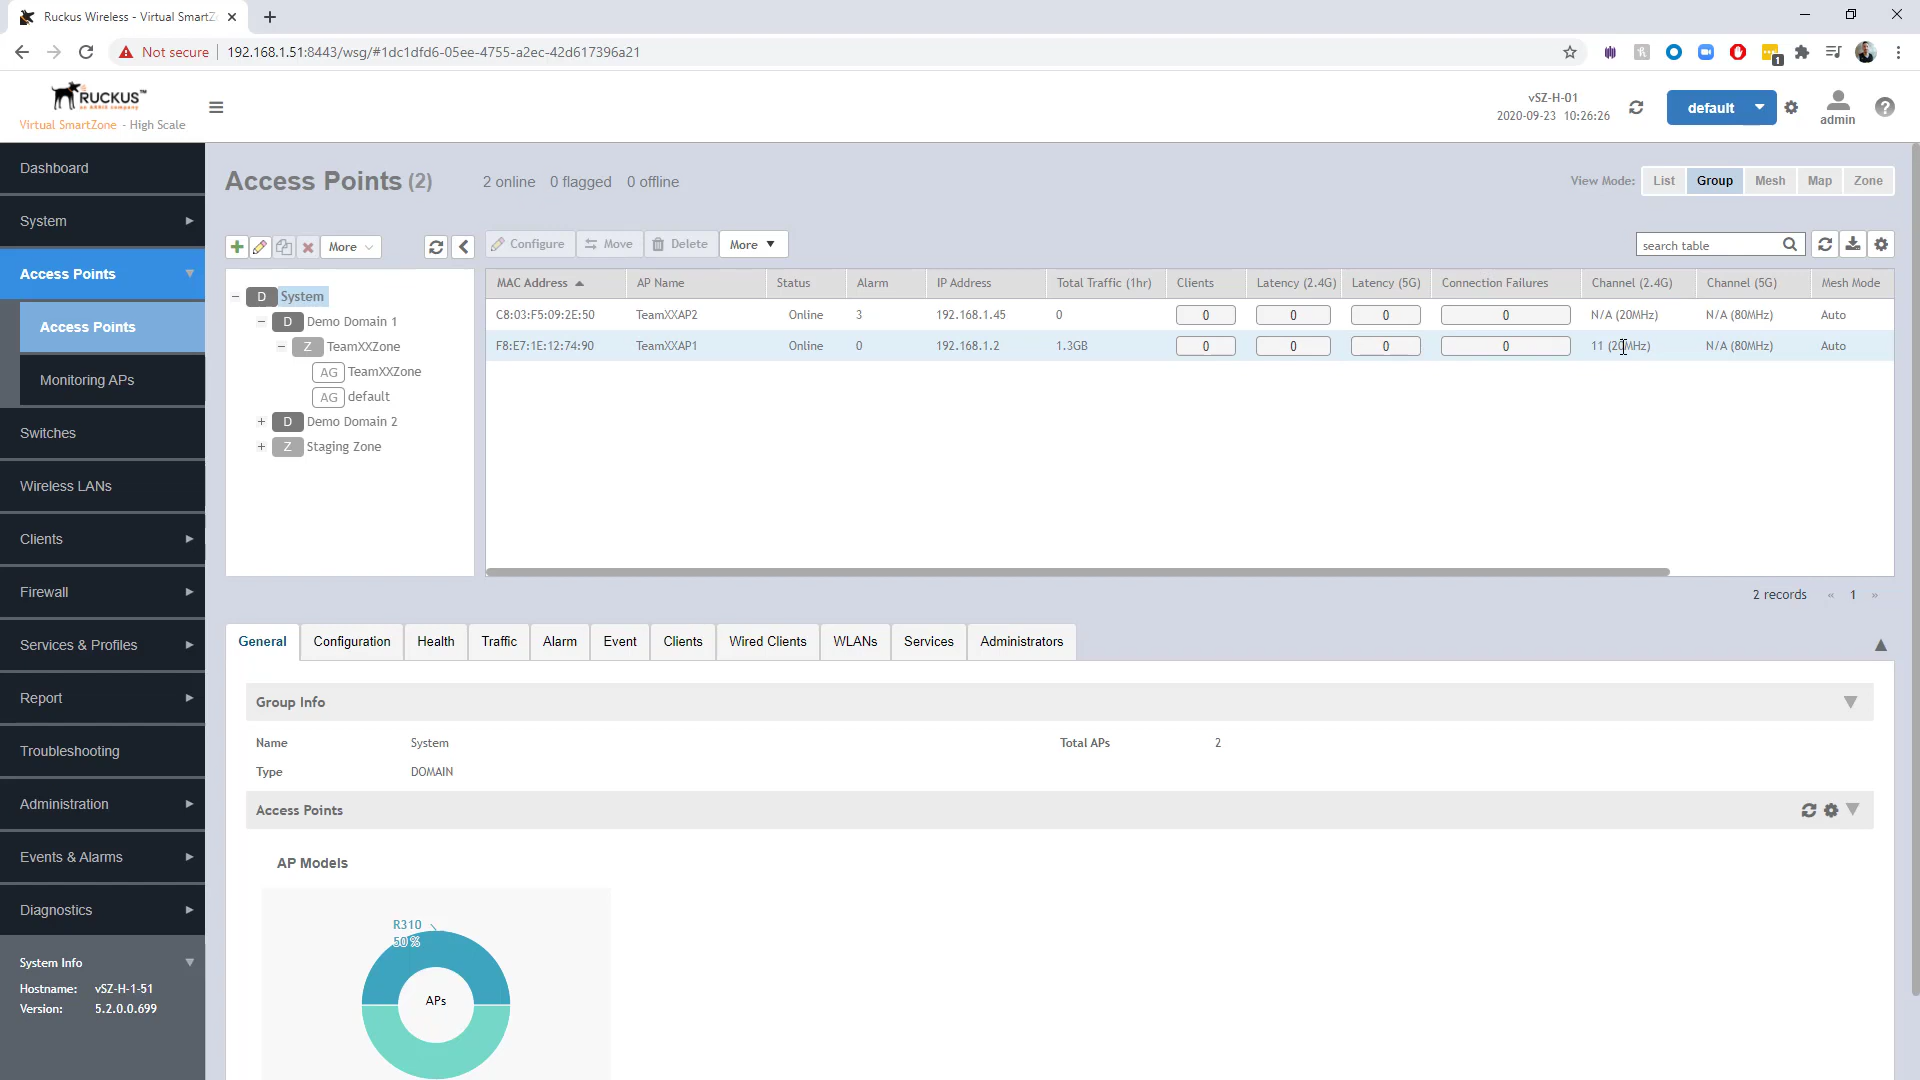 Ruckus Wireless - Virtual SmartZ
Not secure
192.168.1.51:8443/wsg/#1dc1dfd6-05ee-4755-a2ec-42d617396a21
1
RUCKUS™
an ARRIS company
Virtual SmartZone - High Scale
vSZ-H-01
2020-09-23 10:26:26
default
admin
?
Dashboard
System
Access Points
Access Points
Monitoring APs
Switches
Wireless LANs
Clients
Firewall
Services & Profiles
Report
Troubleshooting
Administration
Events & Alarms
Diagnostics
System Info
Hostname: vSZ-H-1-51
Version: 5.2.0.0.699
Access Points (2)
2 online 0 flagged 0 offline
View Mode: List Group Mesh Map Zone
More
D System
D Demo Domain 1
Z TeamXXZone
AG TeamXXZone
AG default
D Demo Domain 2
Z Staging Zone
Configure Move Delete More
search table
MAC Address AP Name Status Alarm IP Address Total Traffic (1hr) Clients Latency (2.4G) Latency (5G) Connection Failures Channel (2.4G) Channel (5G) Mesh Mode
C8:03:F5:09:2E:50 TeamXXAP2 Online 3 192.168.1.45 0 0 0 0 0 N/A (20MHz) N/A (80MHz) Auto
F8:E7:1E:12:74:90 TeamXXAP1 Online 0 192.168.1.2 1.3GB 0 0 0 0 11 (20MHz) N/A (80MHz) Auto
2 records « 1 »
General Configuration Health Traffic Alarm Event Clients Wired Clients WLANs Services Administrators
Group Info
Name System Total APs 2
Type DOMAIN
Access Points
AP Models
R310
50 %
APs